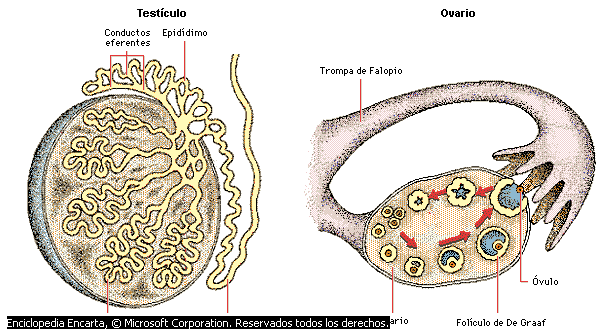 Testículo
Ovario
Conductos
eferentes
Epidídimo
Trompa de Falopio
Óvulo
Folículo de De Graaf
Enciclopedia Encarta, © Microsoft Corporation. Reservados todos los derechos.